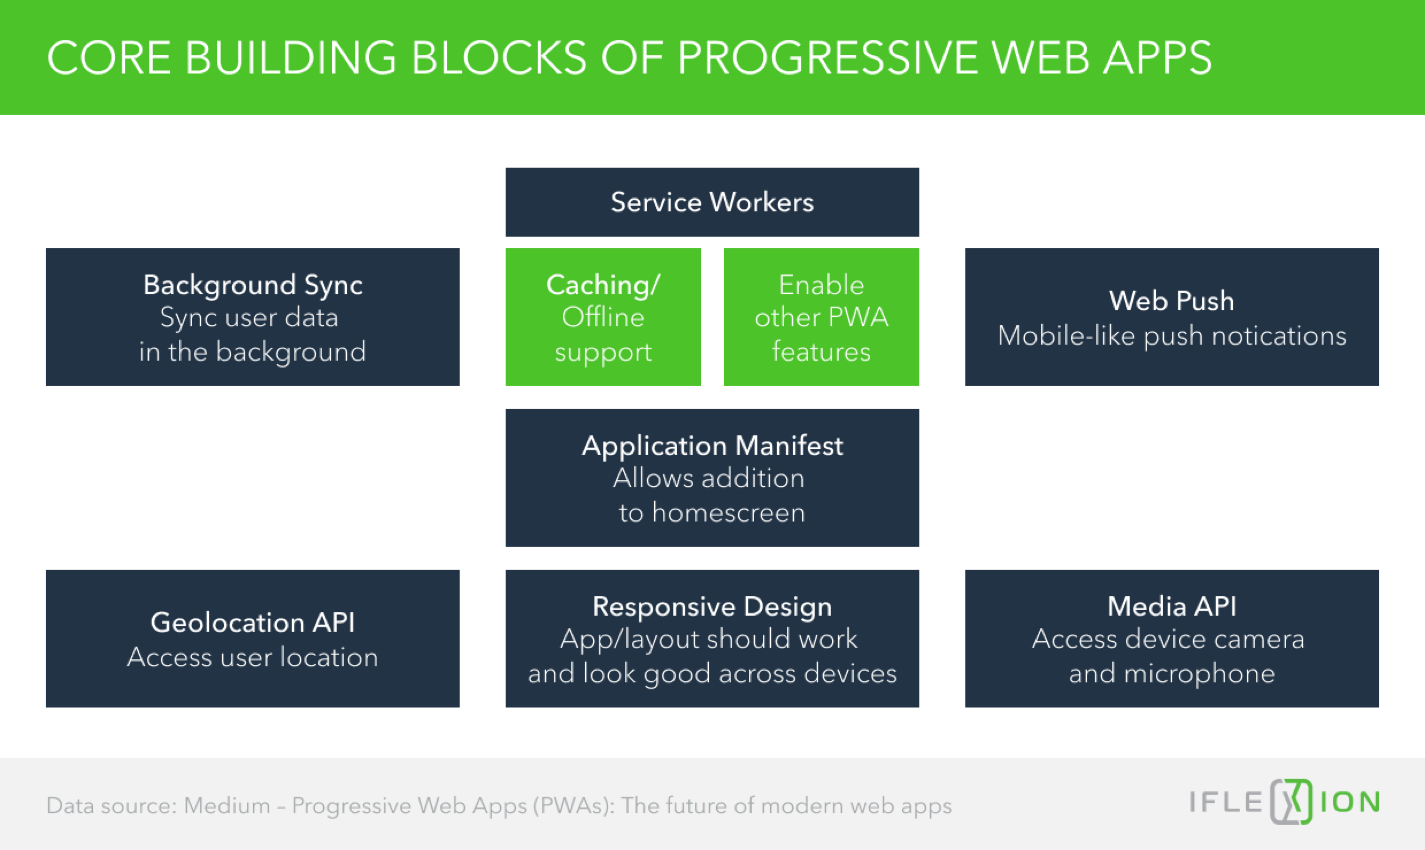 CORE BUILDING BLOCKS OF PROGRESSIVE WEB APPS
Service Workers
Background Sync
Sync user data
in the background
Caching/
Offline
support
Enable
other PWA
features
Web Push
Mobile-like push notications
Application Manifest
Allows addition
to homescreen
Geolocation API
Access user location
Responsive Design
App/layout should work
and look good across devices
Media API
Access device camera
and microphone
Data source: Medium – Progressive Web Apps (PWAs): The future of modern web apps
IFLEXION